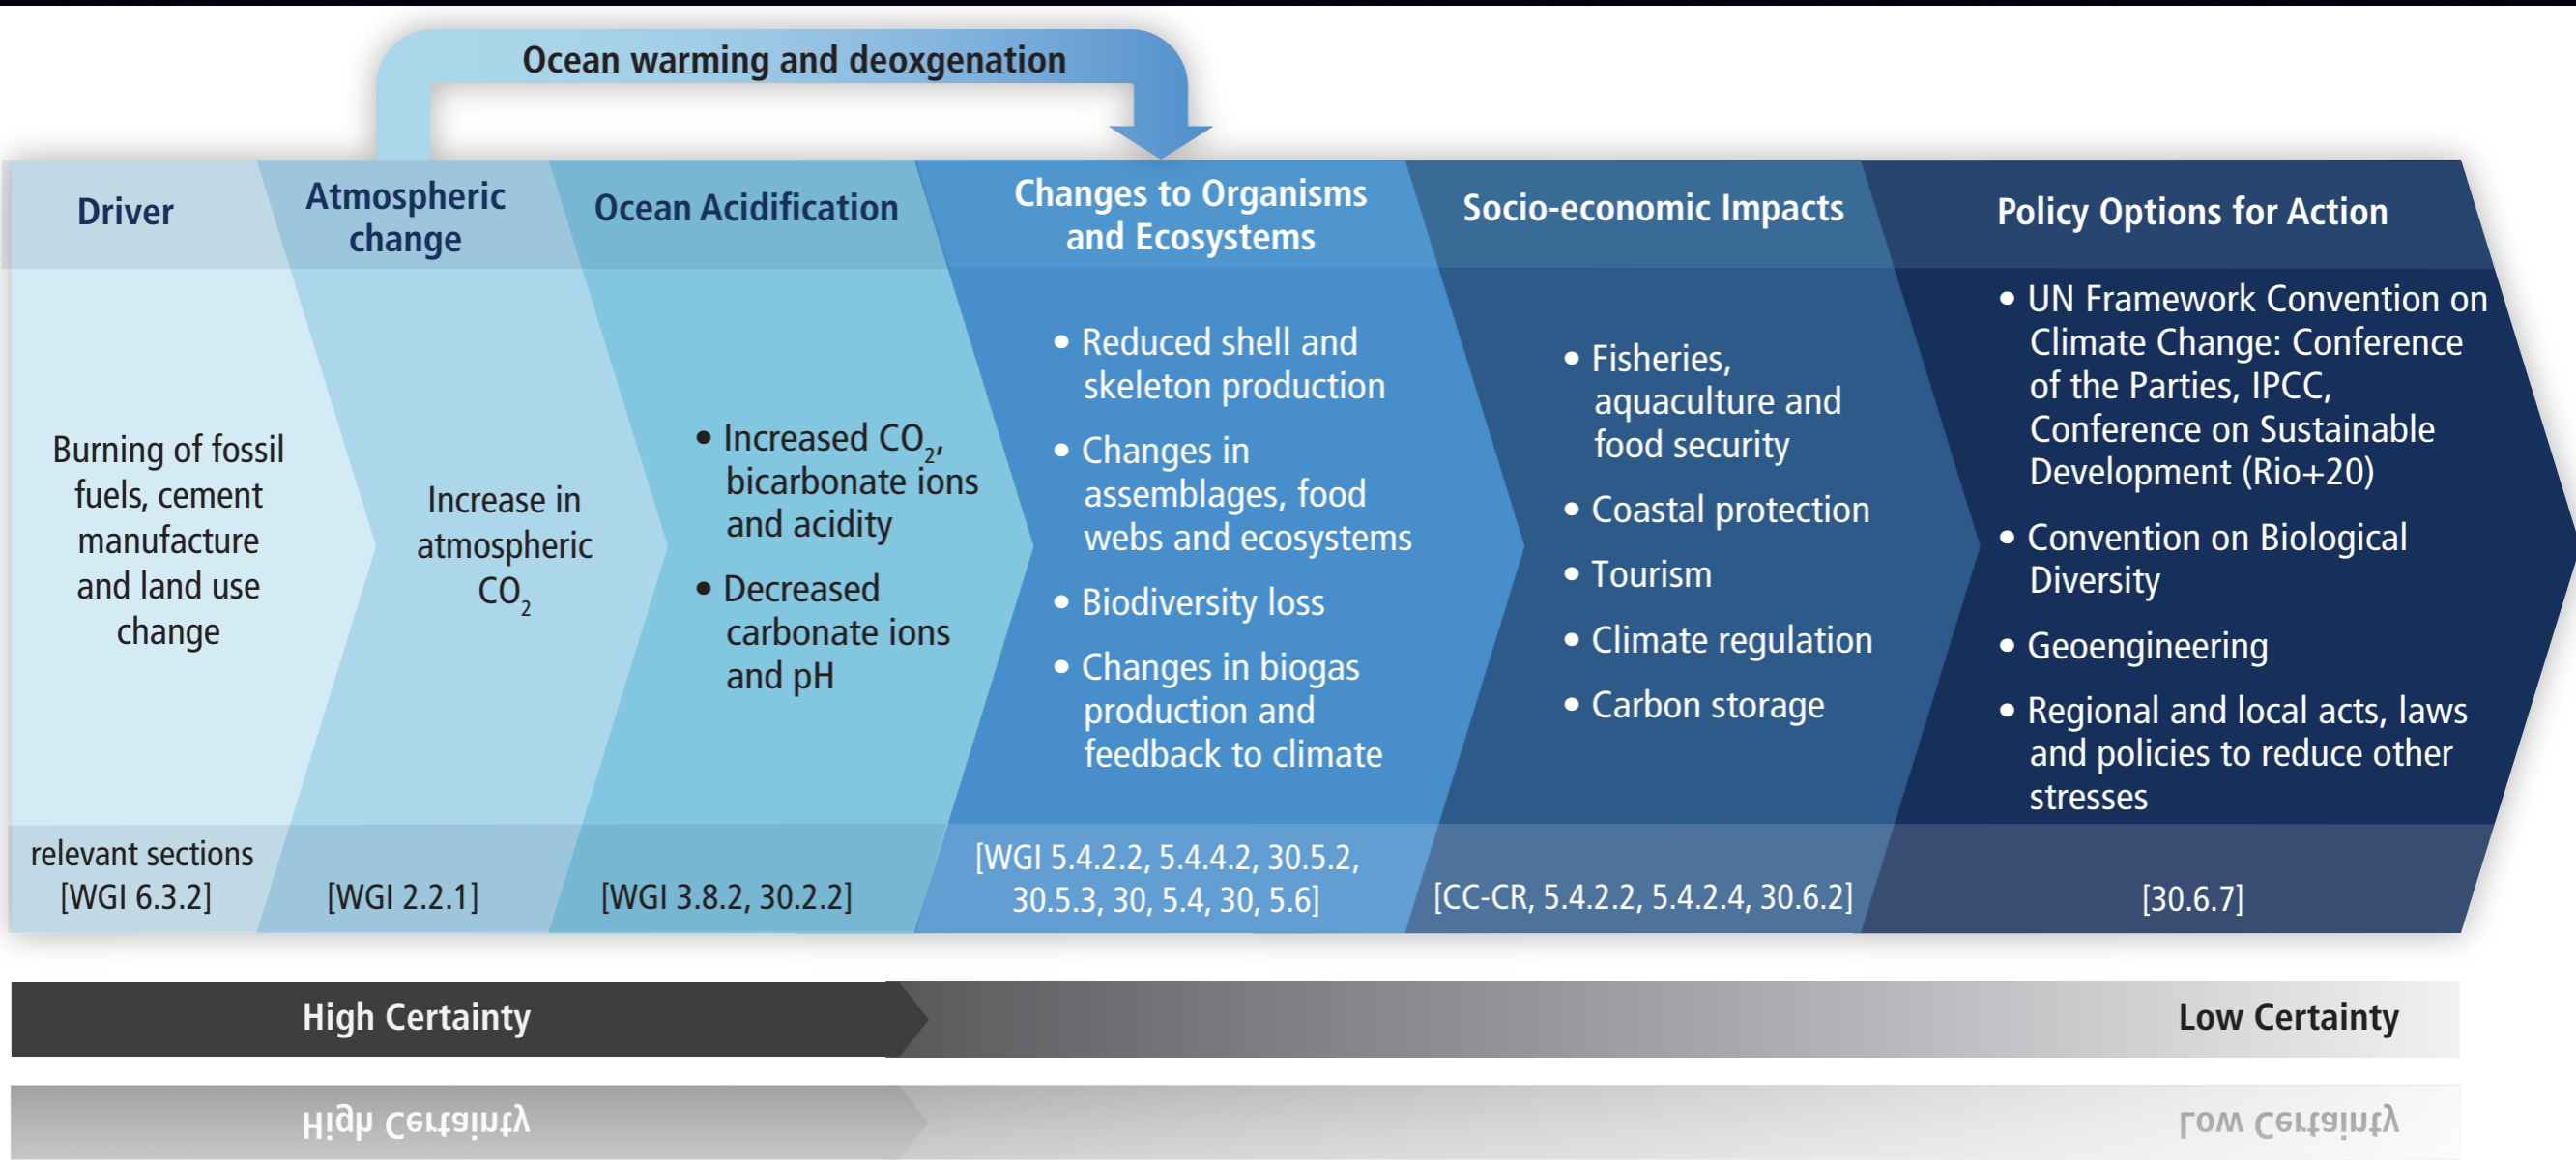 Ocean warming and deoxgenation
Driver
Atmospheric
change
Ocean Acidification
Changes to Organisms
and Ecosystems
Socio-economic Impacts
Policy Options for Action
Burning of fossil
fuels, cement
manufacture
and land use
change
Increase in
atmospheric
CO₂
• Increased CO₂,
bicarbonate ions
and acidity
• Decreased
carbonate ions
and pH
• Reduced shell and
skeleton production
• Changes in
assemblages, food
webs and ecosystems
• Biodiversity loss
• Changes in biogas
production and
feedback to climate
• Fisheries,
aquaculture and
food security
• Coastal protection
• Tourism
• Climate regulation
• Carbon storage
• UN Framework Convention on
Climate Change: Conference
of the Parties, IPCC,
Conference on Sustainable
Development (Rio+20)
• Convention on Biological
Diversity
• Geoengineering
• Regional and local acts, laws
and policies to reduce other
stresses
relevant sections
[WGI 6.3.2]
[WGI 2.2.1]
[WGI 3.8.2, 30.2.2]
[WGI 5.4.2.2, 5.4.4.2, 30.5.2,
30.5.3, 30, 5.4, 30, 5.6]
[CC-CR, 5.4.2.2, 5.4.2.4, 30.6.2]
[30.6.7]
High Certainty
Low Certainty
High Certainty
Low Certainty